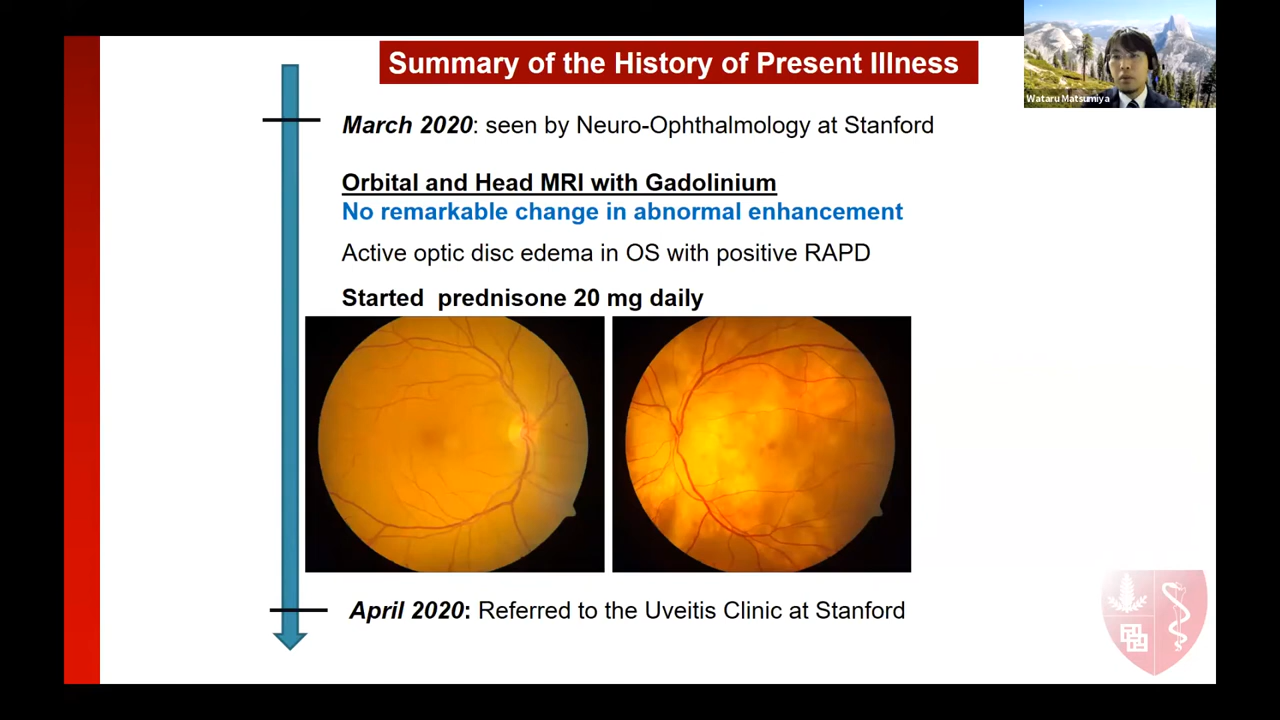 Summary of the History of Present Illness
Wataru Matsumiya
March 2020: seen by Neuro-Ophthalmology at Stanford
Orbital and Head MRI with Gadolinium
No remarkable change in abnormal enhancement
Active optic disc edema in OS with positive RAPD
Started prednisone 20 mg daily
April 2020: Referred to the Uveitis Clinic at Stanford